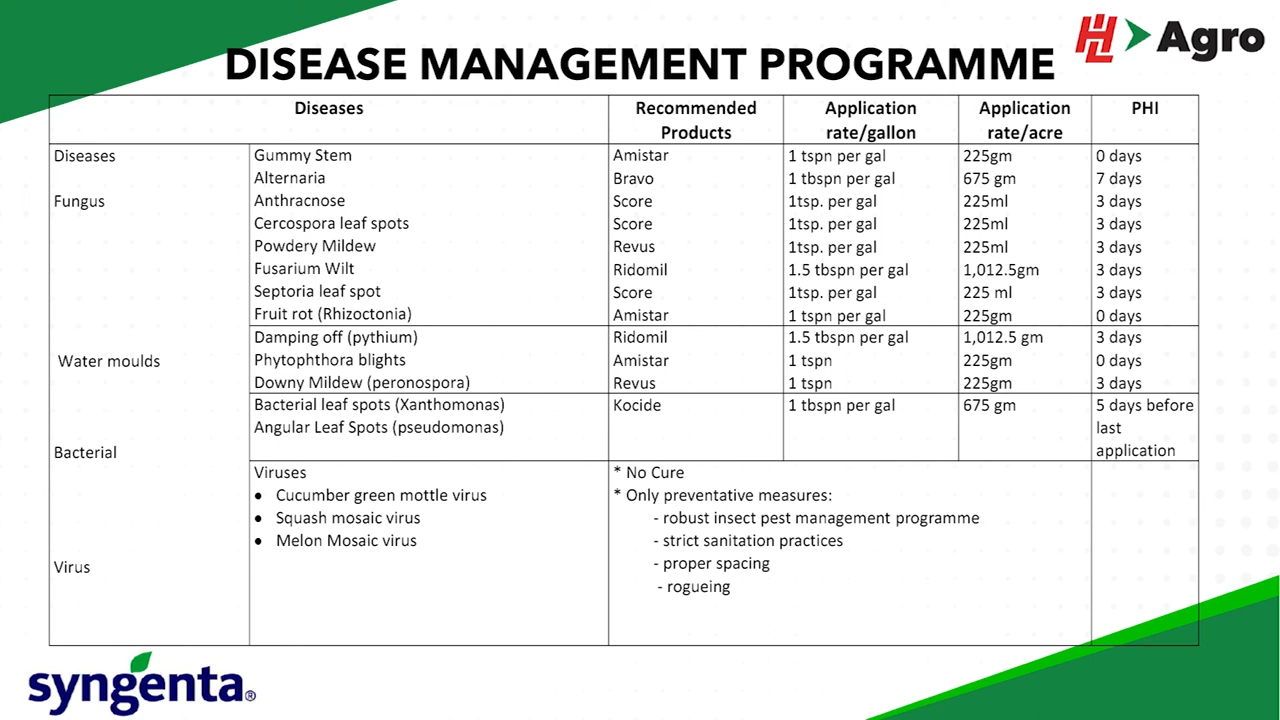 HL Agro
DISEASE MANAGEMENT PROGRAMME
Diseases Recommended Products Application rate/gallon Application rate/acre PHI
Diseases Gummy Stem Amistar 1 tspn per gal 225gm 0 days
Alternaria Bravo 1 tbspn per gal 675 gm 7 days
Fungus Anthracnose Score 1tsp. per gal 225ml 3 days
Cercospora leaf spots Score 1tsp. per gal 225ml 3 days
Powdery Mildew Revus 1tsp. per gal 225ml 3 days
Fusarium Wilt Ridomil 1.5 tbspn per gal 1,012.5gm 3 days
Septoria leaf spot Score 1tsp. per gal 225 ml 3 days
Fruit rot (Rhizoctonia) Amistar 1 tspn per gal 225gm 0 days
Damping off (pythium) Ridomil 1.5 tbspn per gal 1,012.5 gm 3 days
Water moulds Phytophthora blights Amistar 1 tspn 225gm 0 days
Downy Mildew (peronospora) Revus 1 tspn 225gm 3 days
Bacterial leaf spots (Xanthomonas) Kocide 1 tbspn per gal 675 gm 5 days before
Angular Leaf Spots (pseudomonas) last
Bacterial application
Viruses * No Cure
• Cucumber green mottle virus * Only preventative measures:
• Squash mosaic virus - robust insect pest management programme
• Melon Mosaic virus - strict sanitation practices
Virus - proper spacing
- rogueing
syngenta®